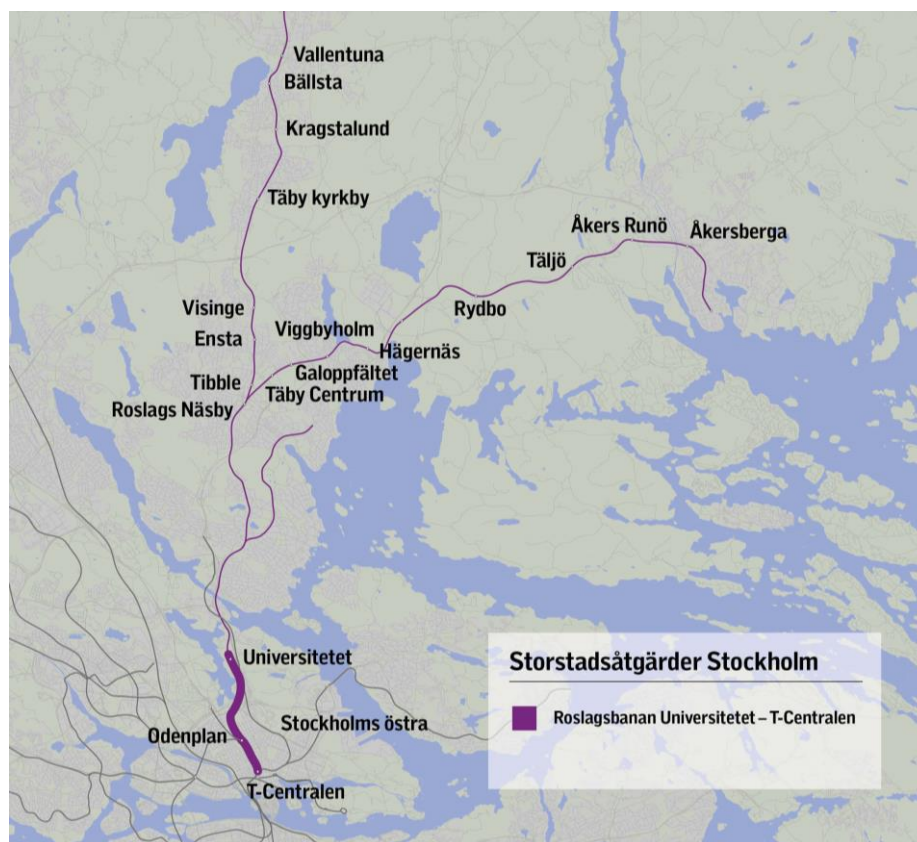 Vallentuna
Bällsta
Kragstalund
Täby kyrkby
Åkers Runö
Åkersberga
Täljö
Rydbo
Visinge
Ensta
Viggbyholm
Hägernäs
Galoppfältet
Tibble
Täby Centrum
Roslags Näsby
Universitetet
Stockholms östra
Odenplan
T-Centralen
Storstadsåtgärder Stockholm
Roslagsbanan Universitetet – T-Centralen